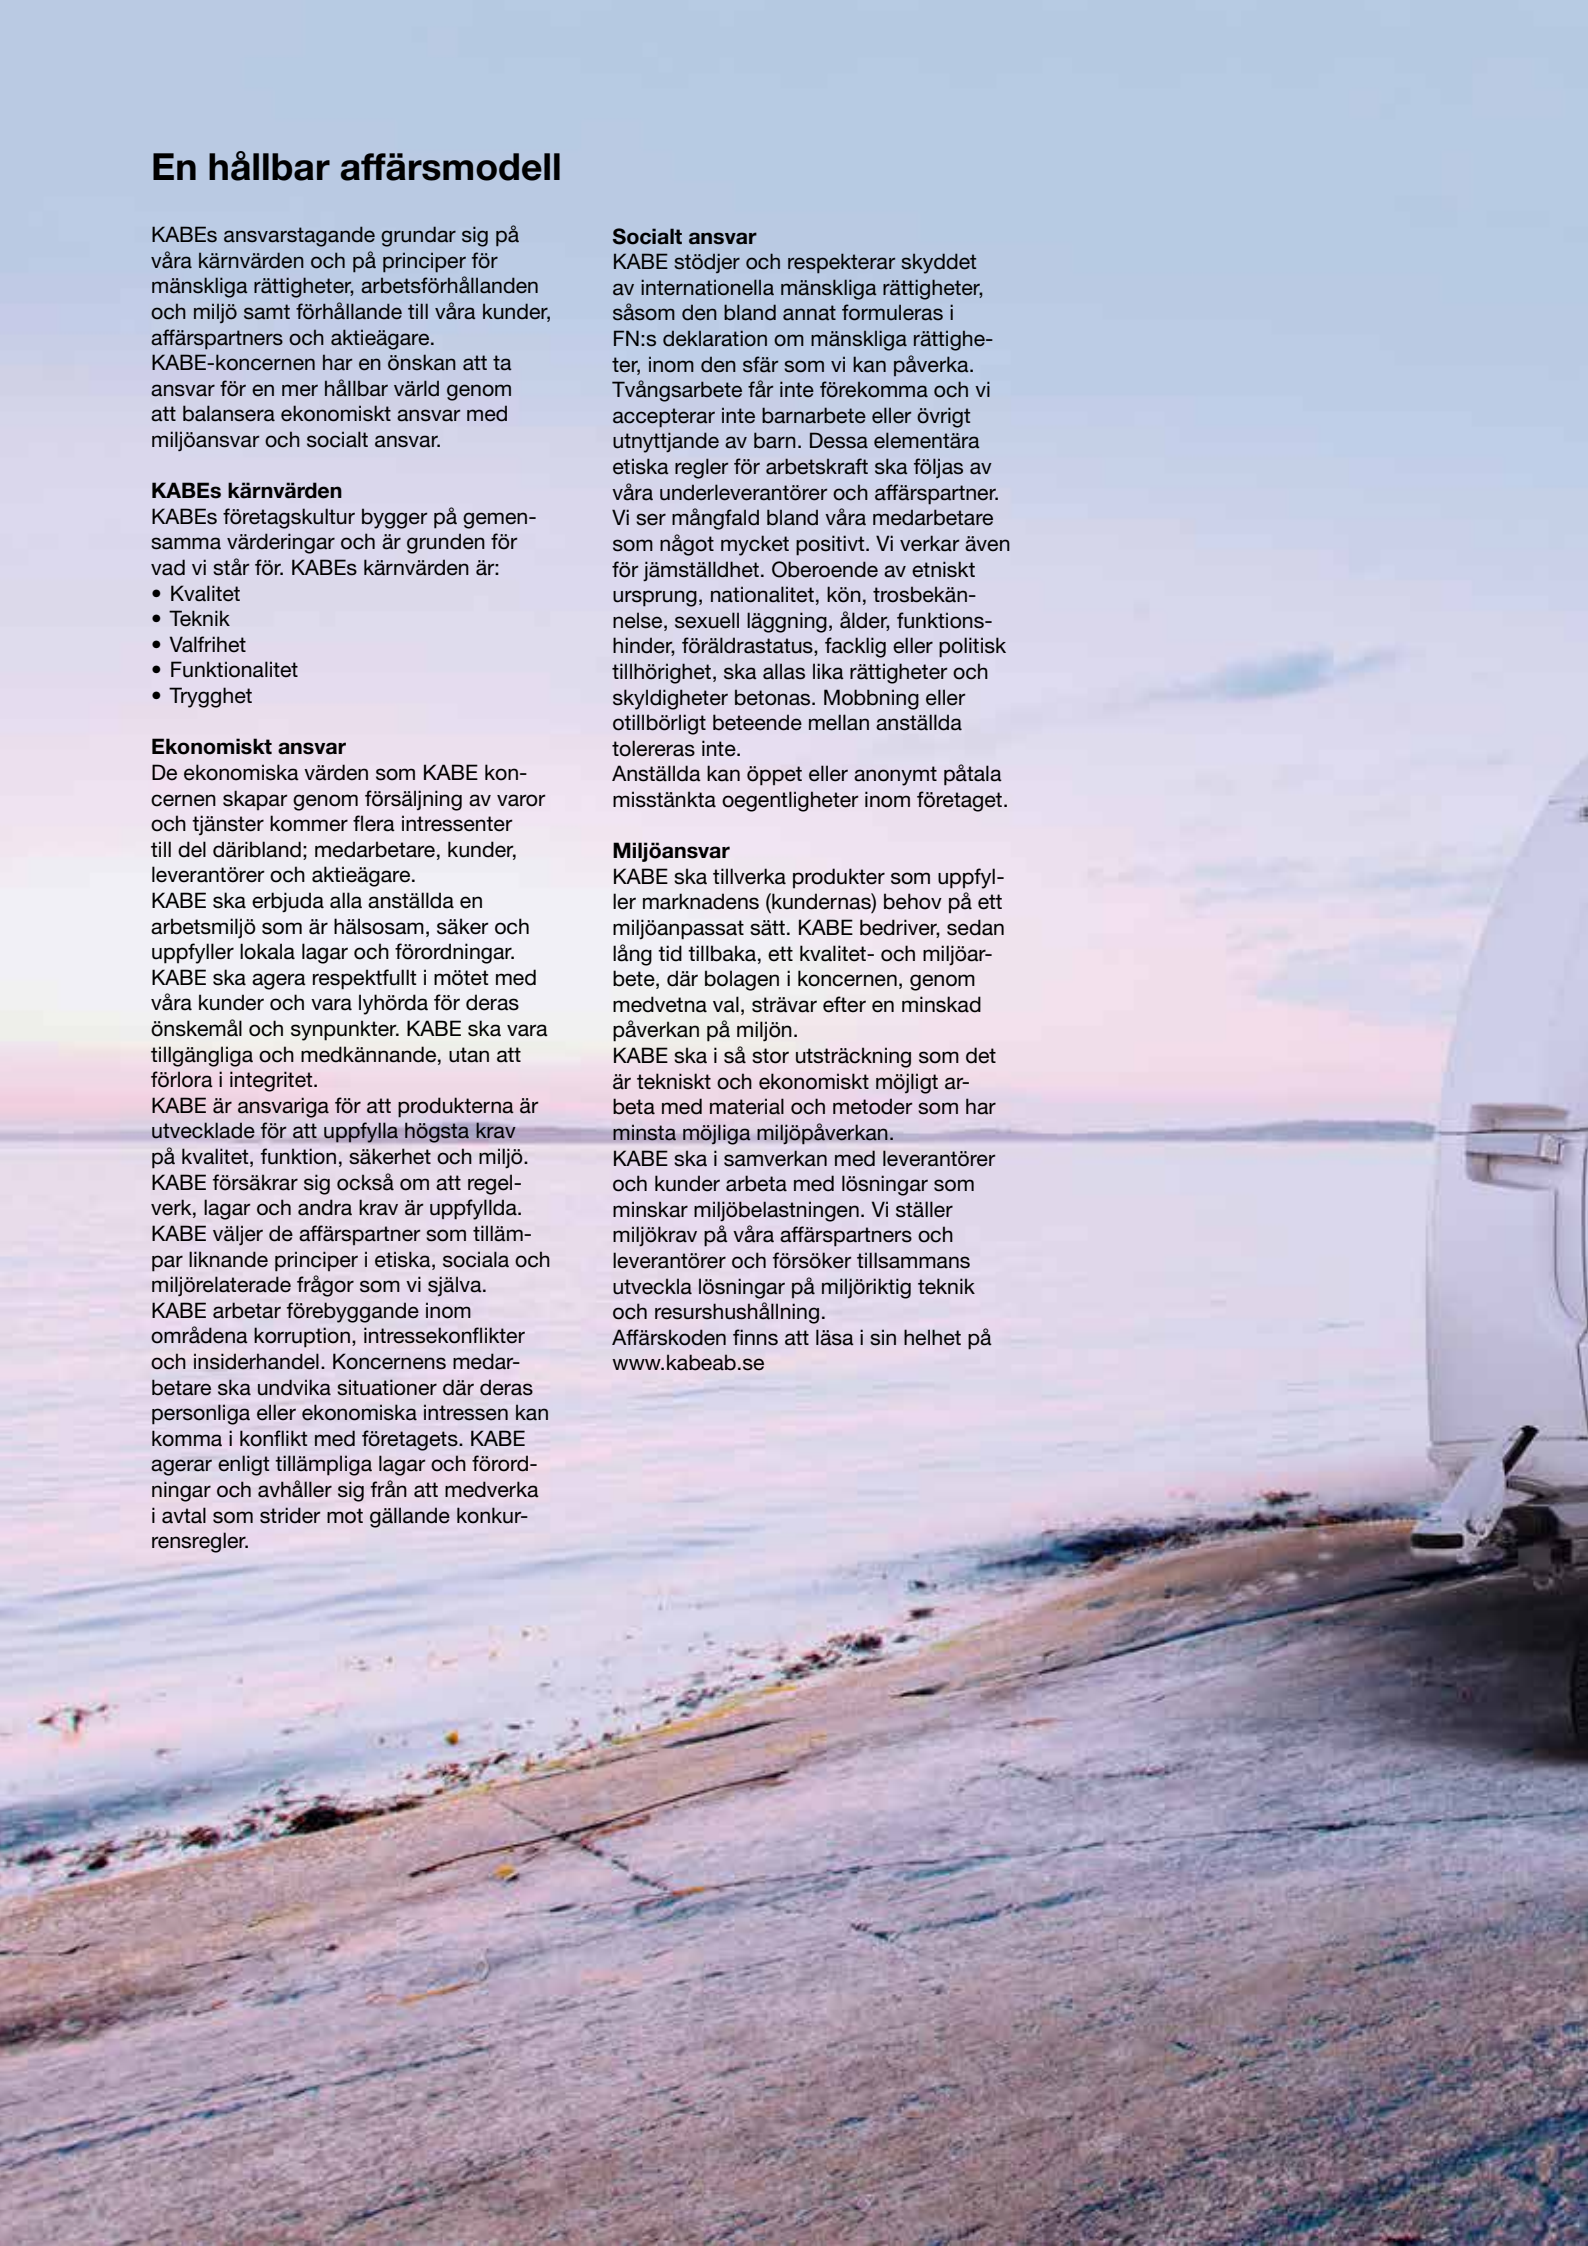 En hållbar affärsmodell
KABEs ansvarstagande grundar sig på
våra kärnvärden och på principer för
mänskliga rättigheter, arbetsförhållanden
och miljö samt förhållande till våra kunder,
affärspartners och aktieägare.
KABE-koncernen har en önskan att ta
ansvar för en mer hållbar värld genom
att balansera ekonomiskt ansvar med
miljöansvar och socialt ansvar.
KABEs kärnvärden
KABEs företagskultur bygger på gemen-
samma värderingar och är grunden för
vad vi står för. KABEs kärnvärden är:
• Kvalitet
• Teknik
• Valfrihet
• Funktionalitet
• Trygghet
Ekonomiskt ansvar
De ekonomiska värden som KABE kon-
cernen skapar genom försäljning av varor
och tjänster kommer flera intressenter
till del däribland; medarbetare, kunder,
leverantörer och aktieägare.
KABE ska erbjuda alla anställda en
arbetsmiljö som är hälsosam, säker och
uppfyller lokala lagar och förordningar.
KABE ska agera respektfullt i mötet med
våra kunder och vara lyhörda för deras
önskemål och synpunkter. KABE ska vara
tillgängliga och medkännande, utan att
förlora i integritet.
KABE är ansvariga för att produkterna är
utvecklade för att uppfylla högsta krav
på kvalitet, funktion, säkerhet och miljö.
KABE försäkrar sig också om att regel-
verk, lagar och andra krav är uppfyllda.
KABE väljer de affärspartner som tilläm-
par liknande principer i etiska, sociala och
miljörelaterade frågor som vi själva.
KABE arbetar förebyggande inom
områdena korruption, intressekonflikter
och insiderhandel. Koncernens medar-
betare ska undvika situationer där deras
personliga eller ekonomiska intressen kan
komma i konflikt med företagets. KABE
agerar enligt tillämpliga lagar och förord-
ningar och avhåller sig från att medverka
i avtal som strider mot gällande konkur-
rensregler.
Socialt ansvar
KABE stödjer och respekterar skyddet
av internationella mänskliga rättigheter,
såsom den bland annat formuleras i
FN:s deklaration om mänskliga rättighe-
ter, inom den sfär som vi kan påverka.
Tvångsarbete får inte förekomma och vi
accepterar inte barnarbete eller övrigt
utnyttjande av barn. Dessa elementära
etiska regler för arbetskraft ska följas av
våra underleverantörer och affärspartner.
Vi ser mångfald bland våra medarbetare
som något mycket positivt. Vi verkar även
för jämställdhet. Oberoende av etniskt
ursprung, nationalitet, kön, trosbekän-
nelse, sexuell läggning, ålder, funktions-
hinder, föräldrastatus, facklig eller politisk
tillhörighet, ska allas lika rättigheter och
skyldigheter betonas. Mobbning eller
otillbörligt beteende mellan anställda
tolereras inte.
Anställda kan öppet eller anonymt påtala
misstänkta oegentligheter inom företaget.
Miljöansvar
KABE ska tillverka produkter som uppfyl-
ler marknadens (kundernas) behov på ett
miljöanpassat sätt. KABE bedriver, sedan
lång tid tillbaka, ett kvalitet- och miljöar-
bete, där bolagen i koncernen, genom
medvetna val, strävar efter en minskad
påverkan på miljön.
KABE ska i så stor utsträckning som det
är tekniskt och ekonomiskt möjligt ar-
beta med material och metoder som har
minsta möjliga miljöpåverkan.
KABE ska i samverkan med leverantörer
och kunder arbeta med lösningar som
minskar miljöbelastningen. Vi ställer
miljökrav på våra affärspartners och
leverantörer och försöker tillsammans
utveckla lösningar på miljöriktig teknik
och resurshushållning.
Affärskoden finns att läsa i sin helhet på
www.kabeab.se